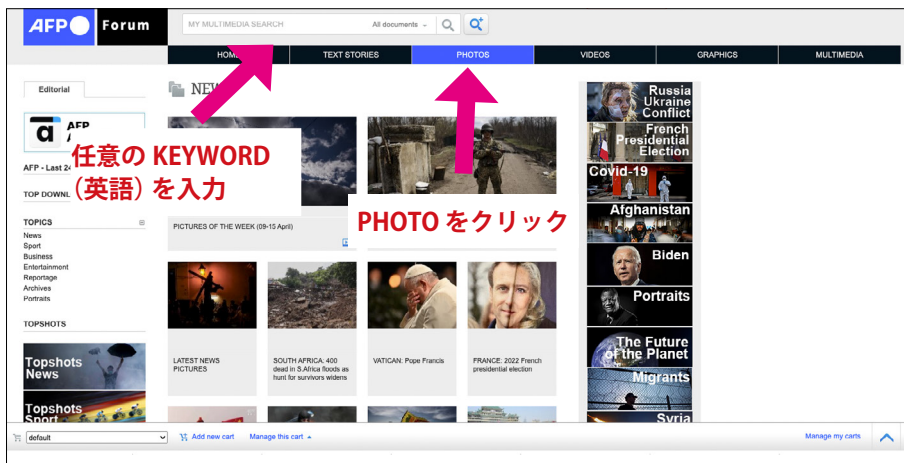 AFP Forum
MY MULTIMEDIA SEARCH
All documents
HOME
TEXT STORIES
PHOTOS
VIDEOS
GRAPHICS
MULTIMEDIA
Editorial
AFP
AFP - Last 24
TOP DOWNL
TOPICS
News
Sport
Business
Entertainment
Reportage
Archives
Portraits
TOPSHOTS
Topshots
News
Topshots
Sport
NEW
任意の KEYWORD
(英語) を入力
PHOTO をクリック
PICTURES OF THE WEEK (09-15 April)
LATEST NEWS
PICTURES
SOUTH AFRICA: 400
dead in S.Africa floods as
hunt for survivors widens
VATICAN: Pope Francis
FRANCE: 2022 French
presidential election
Russia
Ukraine
Conflict
French
Presidential
Election
Covid-19
Afghanistan
Biden
Portraits
The Future
of the Planet
Migrants
Syria
default
Add new cart
Manage this cart
Manage my carts